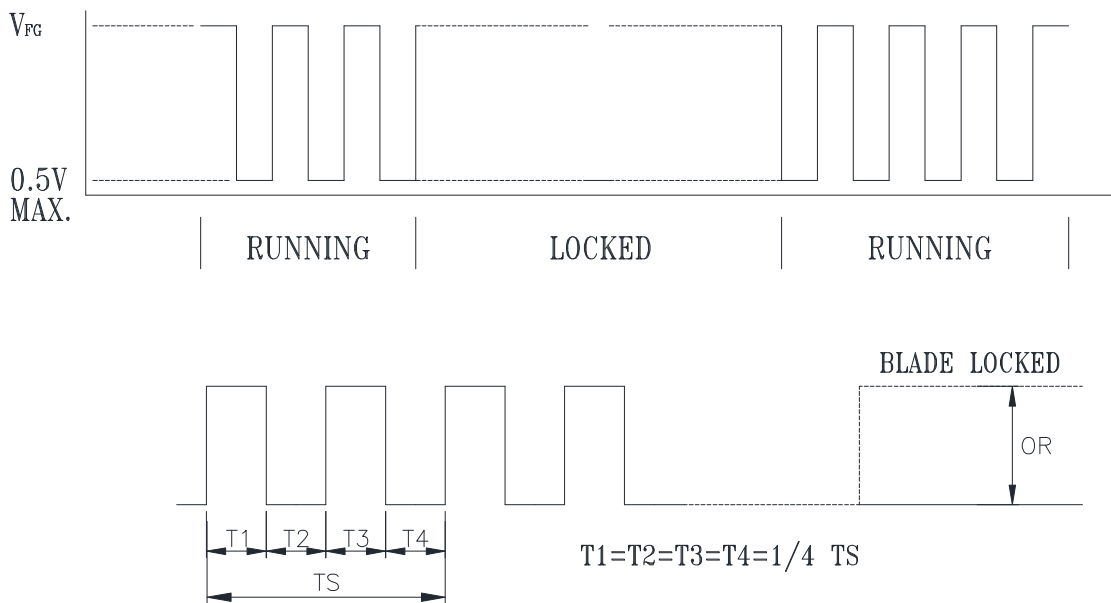 VFG
0.5V
MAX.
RUNNING
LOCKED
RUNNING
BLADE LOCKED
OR
T1
T2
T3
T4
TS
T1=T2=T3=T4=1/4 TS